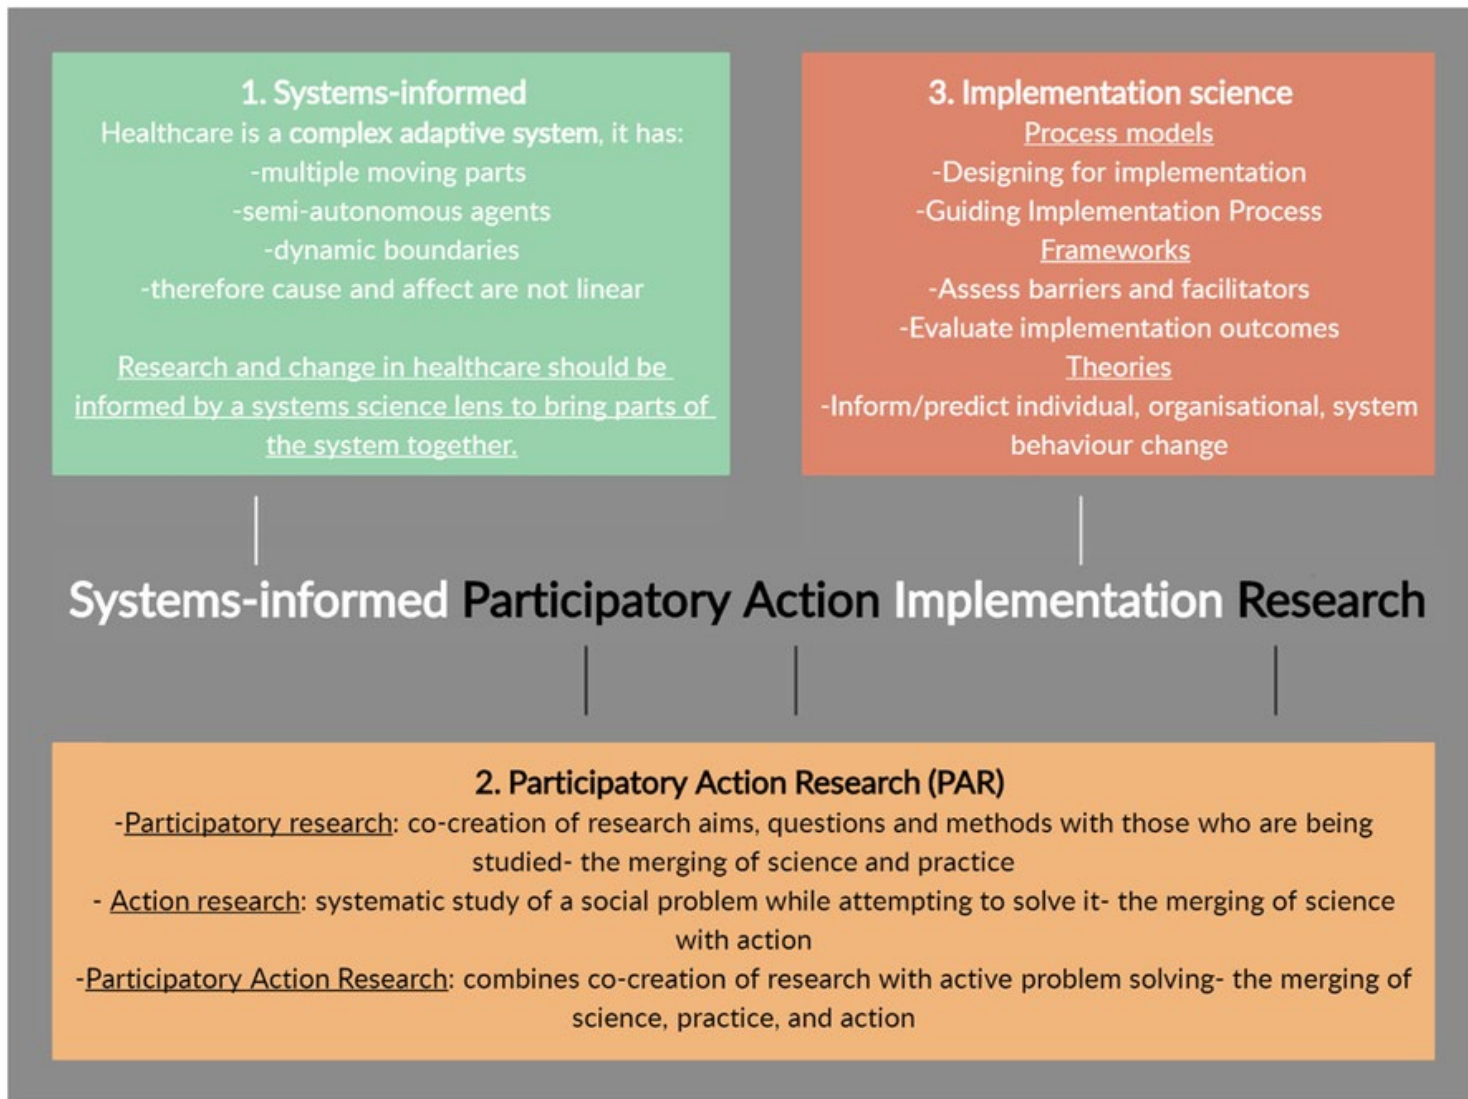 1. Systems-informed
Healthcare is a complex adaptive system, it has:
-multiple moving parts
-semi-autonomous agents
-dynamic boundaries
-therefore cause and affect are not linear
Research and change in healthcare should be
informed by a systems science lens to bring parts of
the system together.
3. Implementation science
Process models
-Designing for implementation
-Guiding Implementation Process
Frameworks
-Assess barriers and facilitators
-Evaluate implementation outcomes
Theories
-Inform/predict individual, organisational, system
behaviour change
Systems-informed Participatory Action Implementation Research
2. Participatory Action Research (PAR)
-Participatory research: co-creation of research aims, questions and methods with those who are being
studied- the merging of science and practice
- Action research: systematic study of a social problem while attempting to solve it- the merging of science
with action
-Participatory Action Research: combines co-creation of research with active problem solving- the merging of
science, practice, and action